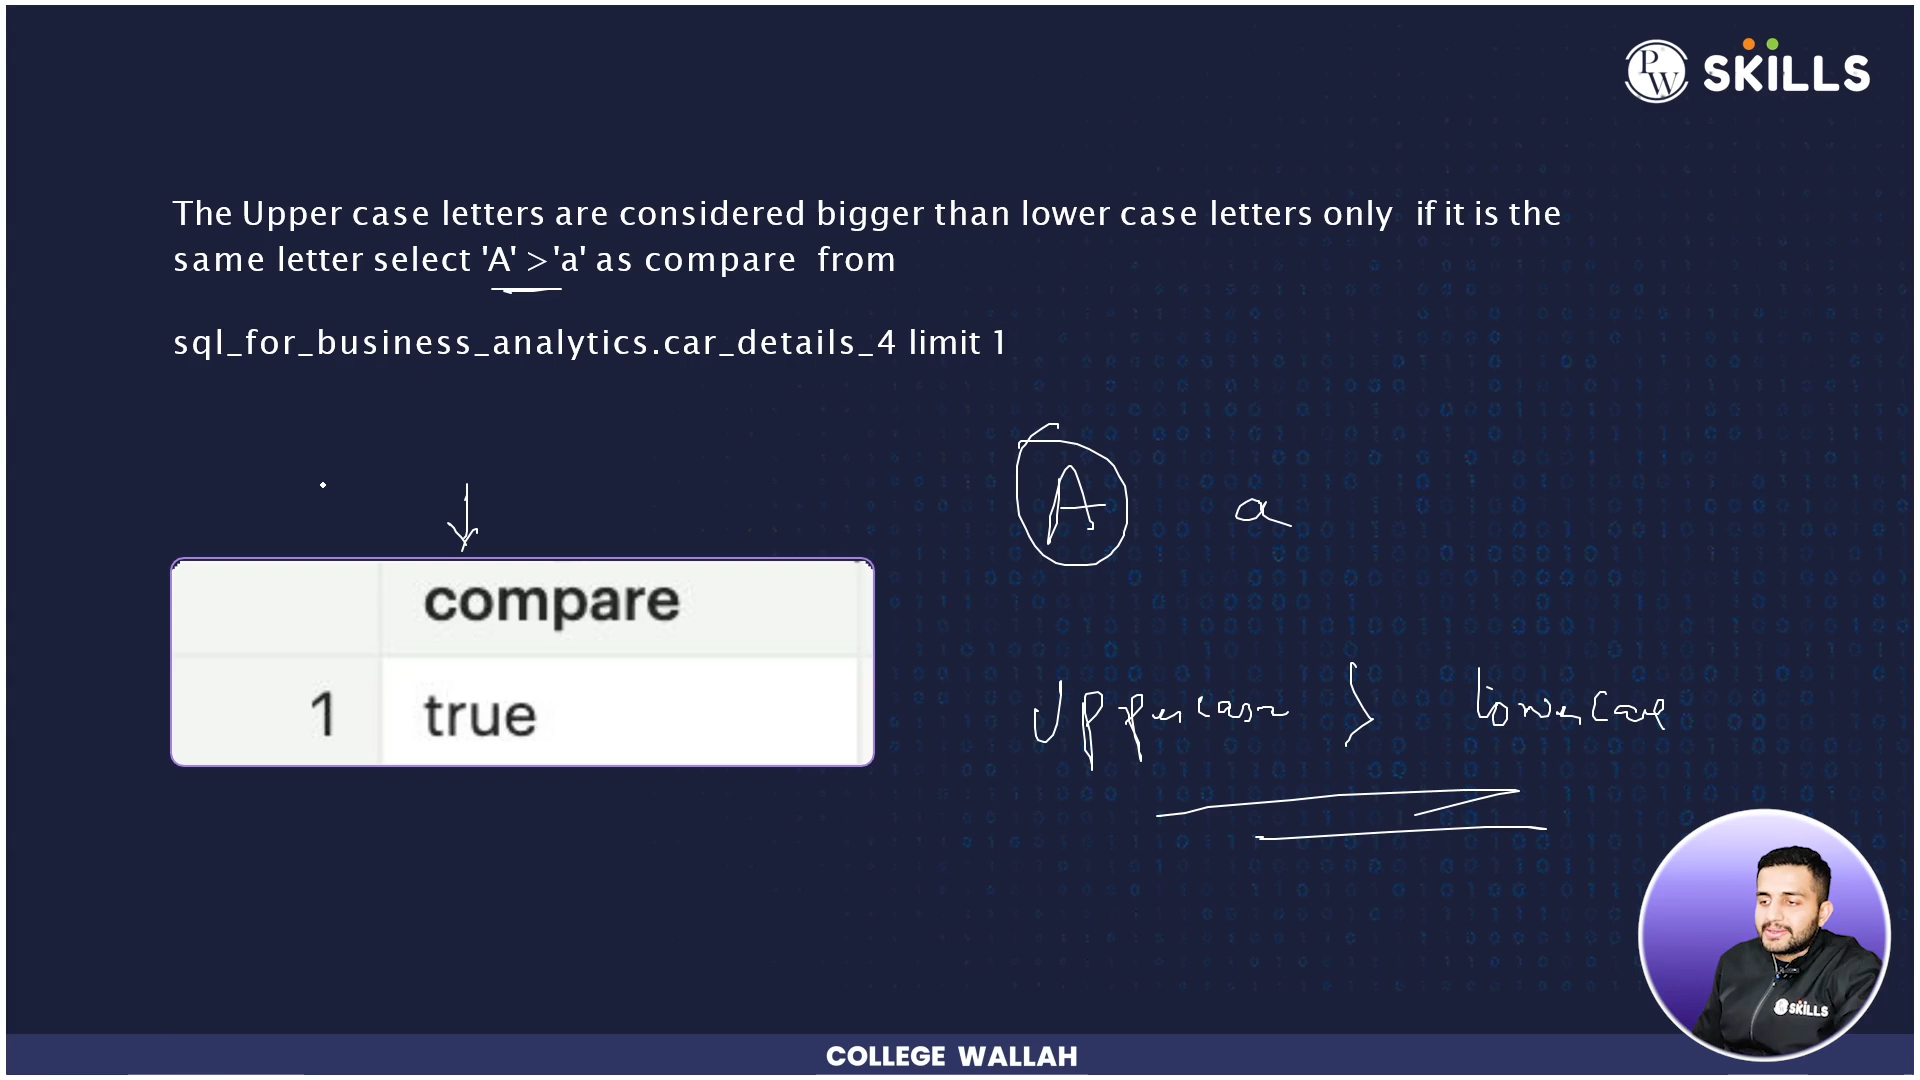 PW SKILLS
The Upper case letters are considered bigger than lower case letters only if it is the
same letter select 'A' >'a' as compare from
sql_for_business_analytics.car_details_4 limit 1
A a
compare
1 true
Uppercase > lowercase
SKILLS
COLLEGE WALLAH